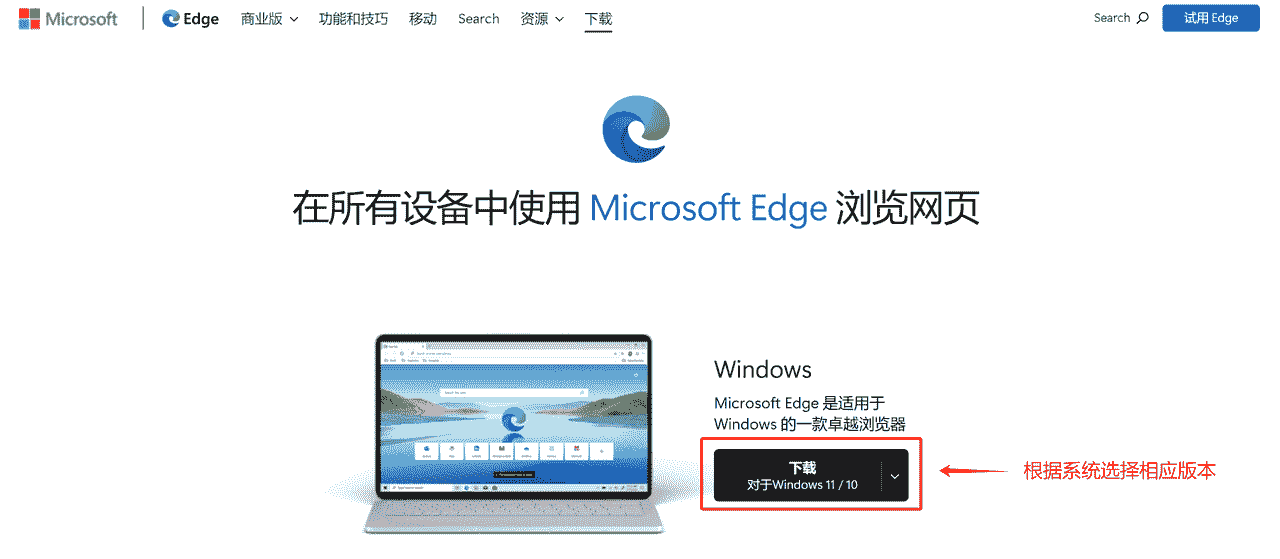 Microsoft
Edge 商业版 功能和技巧 移动 Search 资源 下载
Search 试用 Edge
在所有设备中使用 Microsoft Edge 浏览网页
Windows
Microsoft Edge 是适用于
Windows 的一款卓越浏览器
下载
对于Windows 11 / 10
根据系统选择相应版本